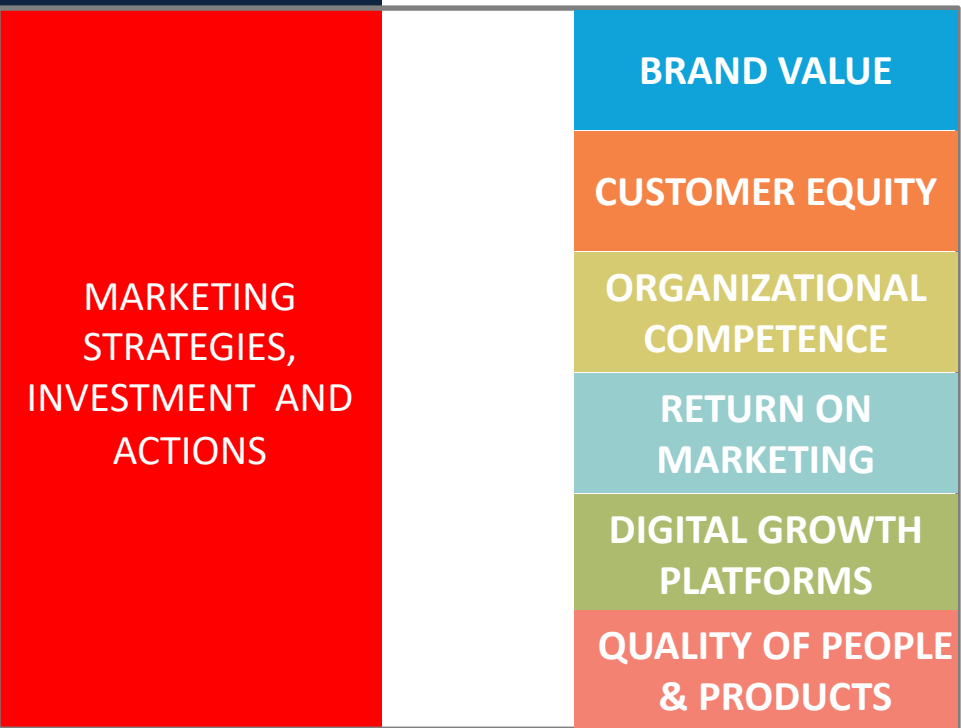 MARKETING
STRATEGIES,
INVESTMENT  AND
ACTIONS
BRAND VALUE
CUSTOMER EQUITY
ORGANIZATIONAL
COMPETENCE
RETURN ON
MARKETING
DIGITAL GROWTH
PLATFORMS
QUALITY OF PEOPLE
& PRODUCTS